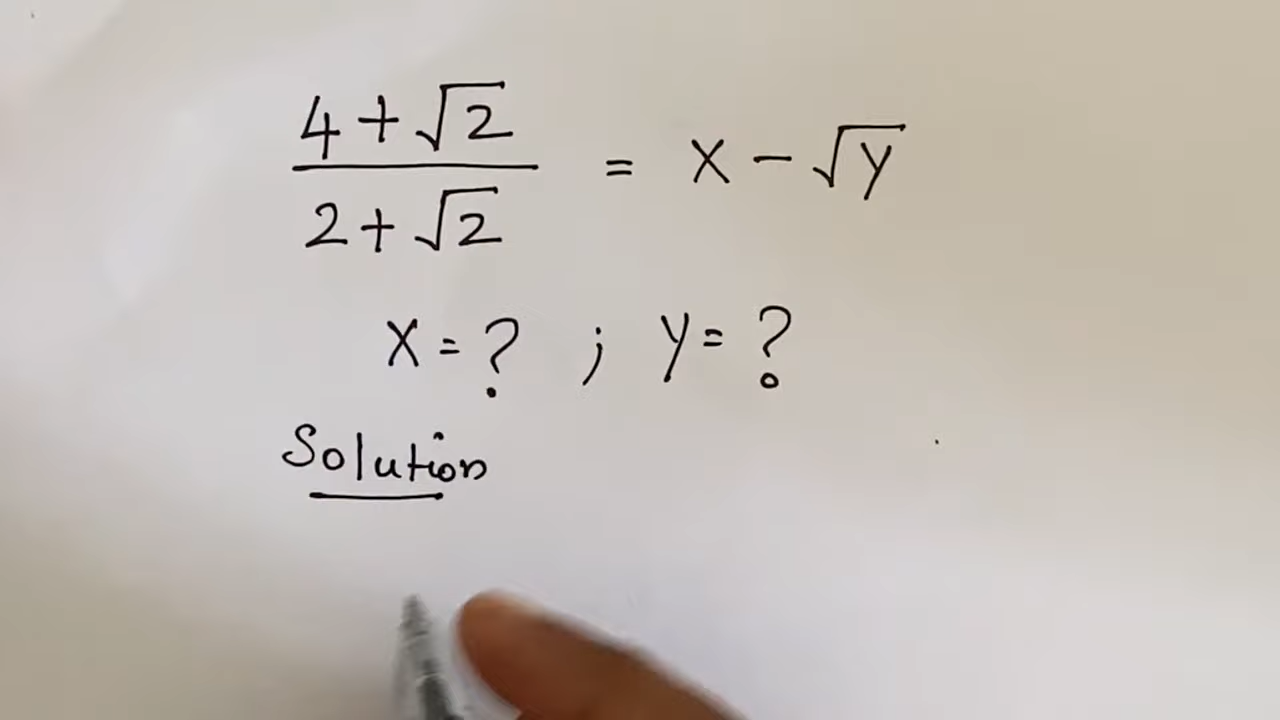 4+√2 / 2+√2 = x - √y
x = ? ; y = ?
Solution